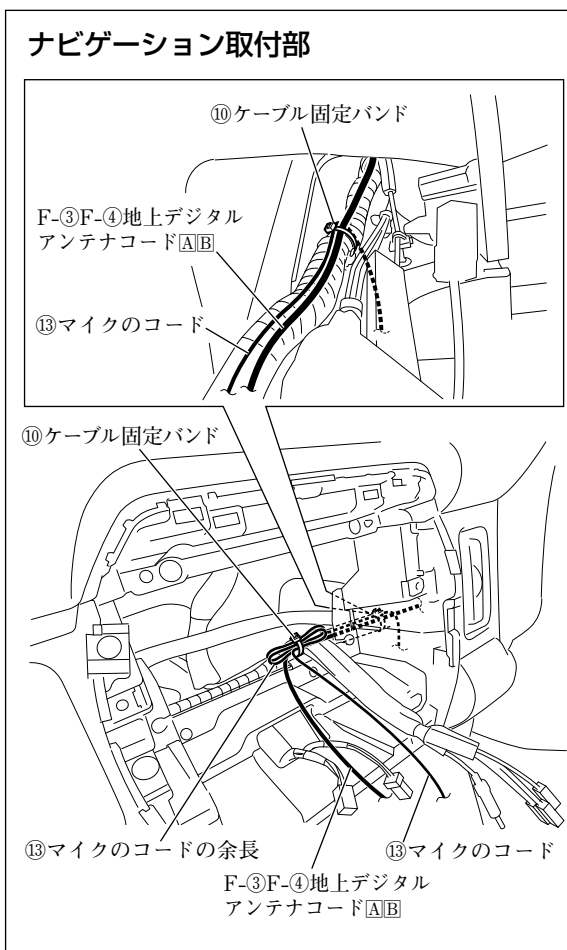 ナビゲーション取付部
⑩ケーブル固定バンド
F-③F-④地上デジタル
アンテナコード🄰🄱
⑬マイクのコード
⑩ケーブル固定バンド
⑬マイクのコードの余長
⑬マイクのコード
F-③F-④地上デジタル
アンテナコード🄰🄱